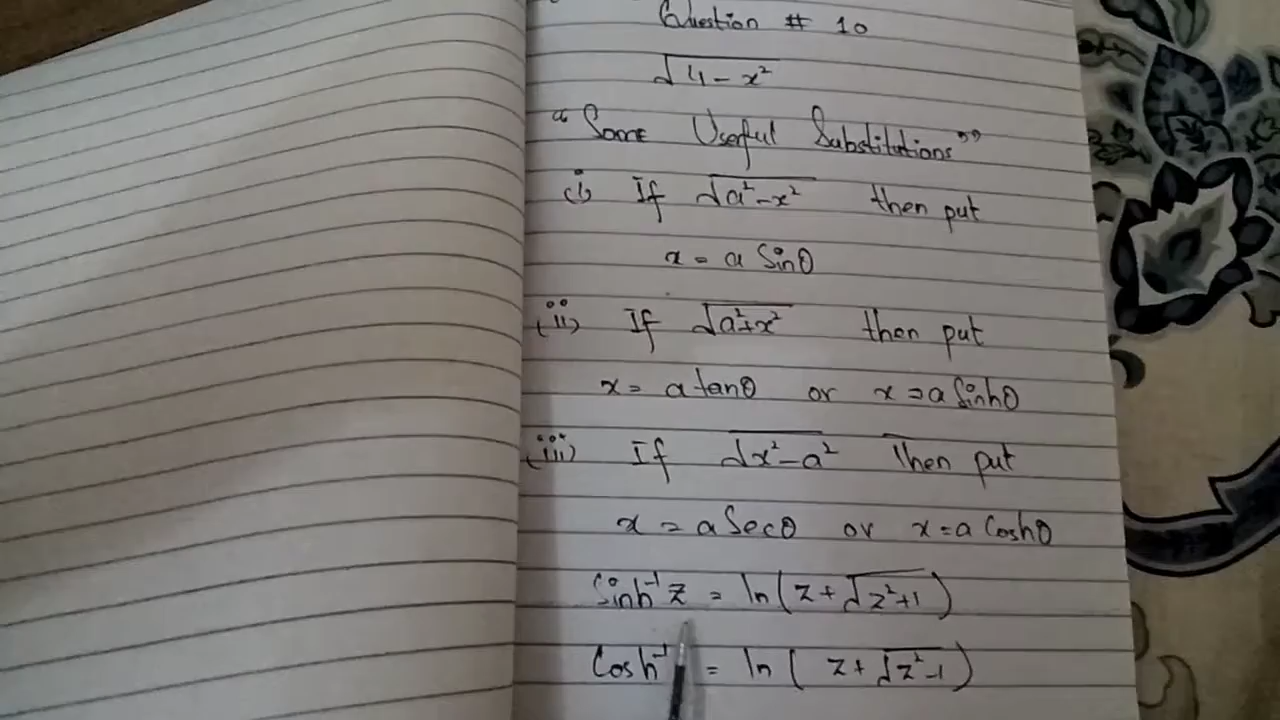 Question # 10
√4-x²
"Some Useful Substitutions"
(i) If √a²-x² then put
x = a Sinθ
(ii) If √a²+x² then put
x = a tanθ or x = a Sinhθ
(iii) If √x²-a² Then put
x = a Secθ or x = a Coshθ
Sinh⁻¹z = ln(z+√z²+1)
Cosh⁻¹ = ln( z+√z²-1)